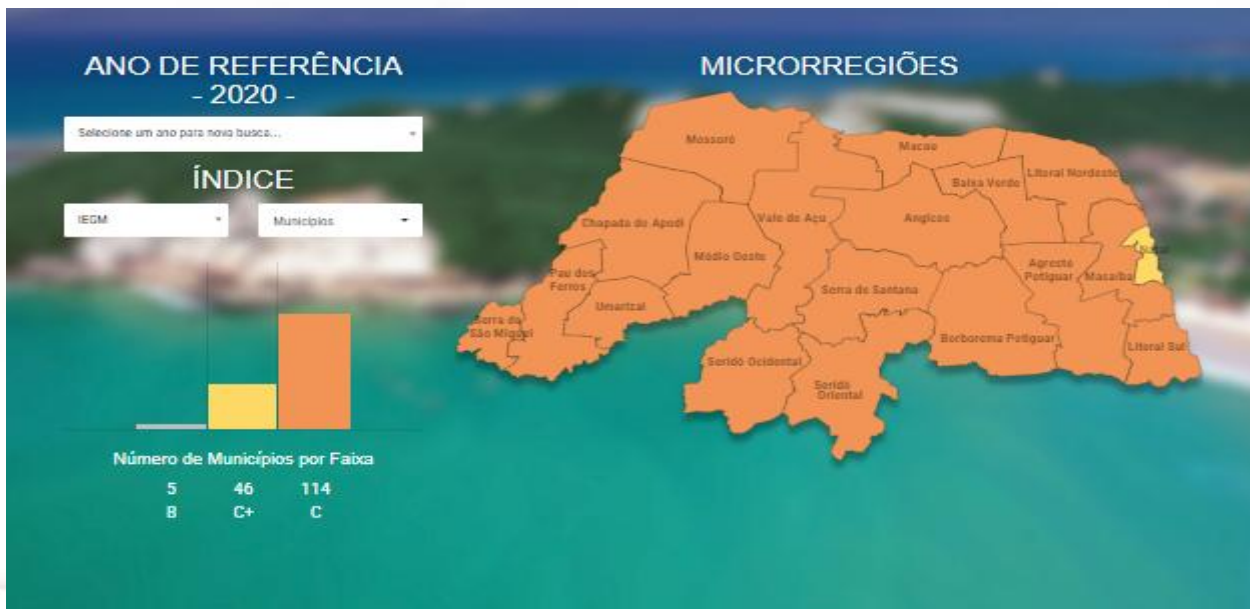 ANO DE REFERÊNCIA
- 2020 -
Selecione um ano para nova busca...
ÍNDICE
IEGM
Municípios
Número de Municípios por Faixa
5 46 114
B C+ C
MICRORREGIÕES
Mossoró
Macau
Litoral Nordeste
Baixa Verde
Chapada do Apodi
Vale do Açu
Angicos
Médio Oeste
Agreste
Potiguar
Macaíba
Pau dos
Ferros
Serra de Santana
Umarizal
Serra de
São Miguel
Borborema Potiguar
Litoral Sul
Seridó Ocidental
Seridó
Oriental